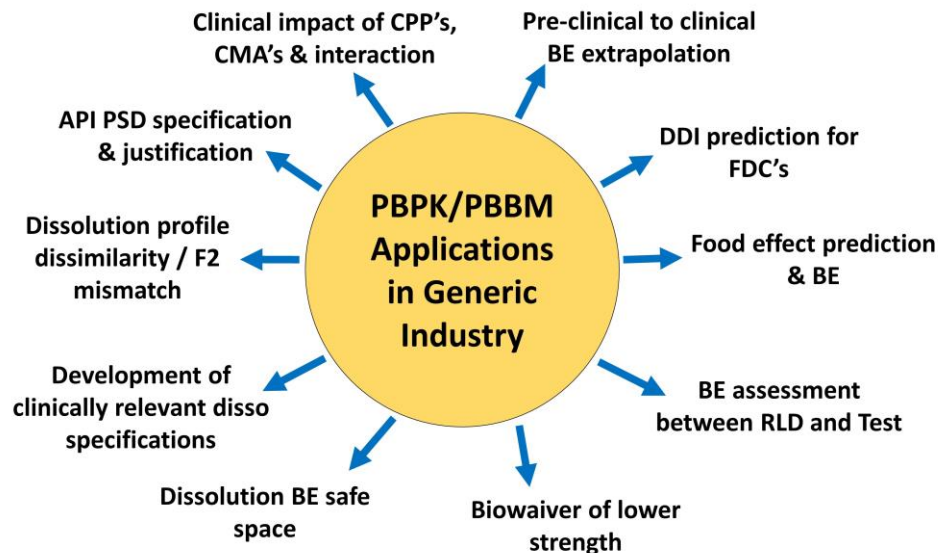 Clinical impact of CPP's,
CMA's & interaction
Pre-clinical to clinical
BE extrapolation
API PSD specification
& justification
DDI prediction for
FDC's
PBPK/PBBM
Applications
in Generic
Industry
Dissolution profile
dissimilarity / F2
mismatch
Food effect prediction
& BE
Development of
clinically relevant disso
specifications
BE assessment
between RLD and Test
Dissolution BE safe
space
Biowaiver of lower
strength